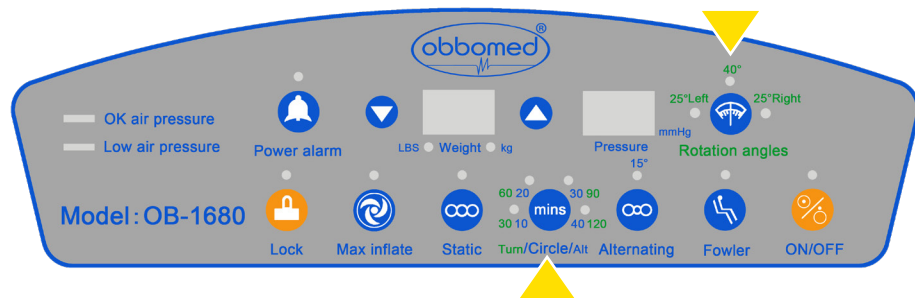 obbomed®
40°
25°Left 25°Right
OK air pressure
Low air pressure
Power alarm
LBS Weight kg
Pressure
mmHg
Rotation angles
15°
Model : OB-1680
60 20 30 90
mins
30 10 40 120
Lock
Max inflate
Static
Turn/Circle/Alt
Alternating
Fowler
ON/OFF